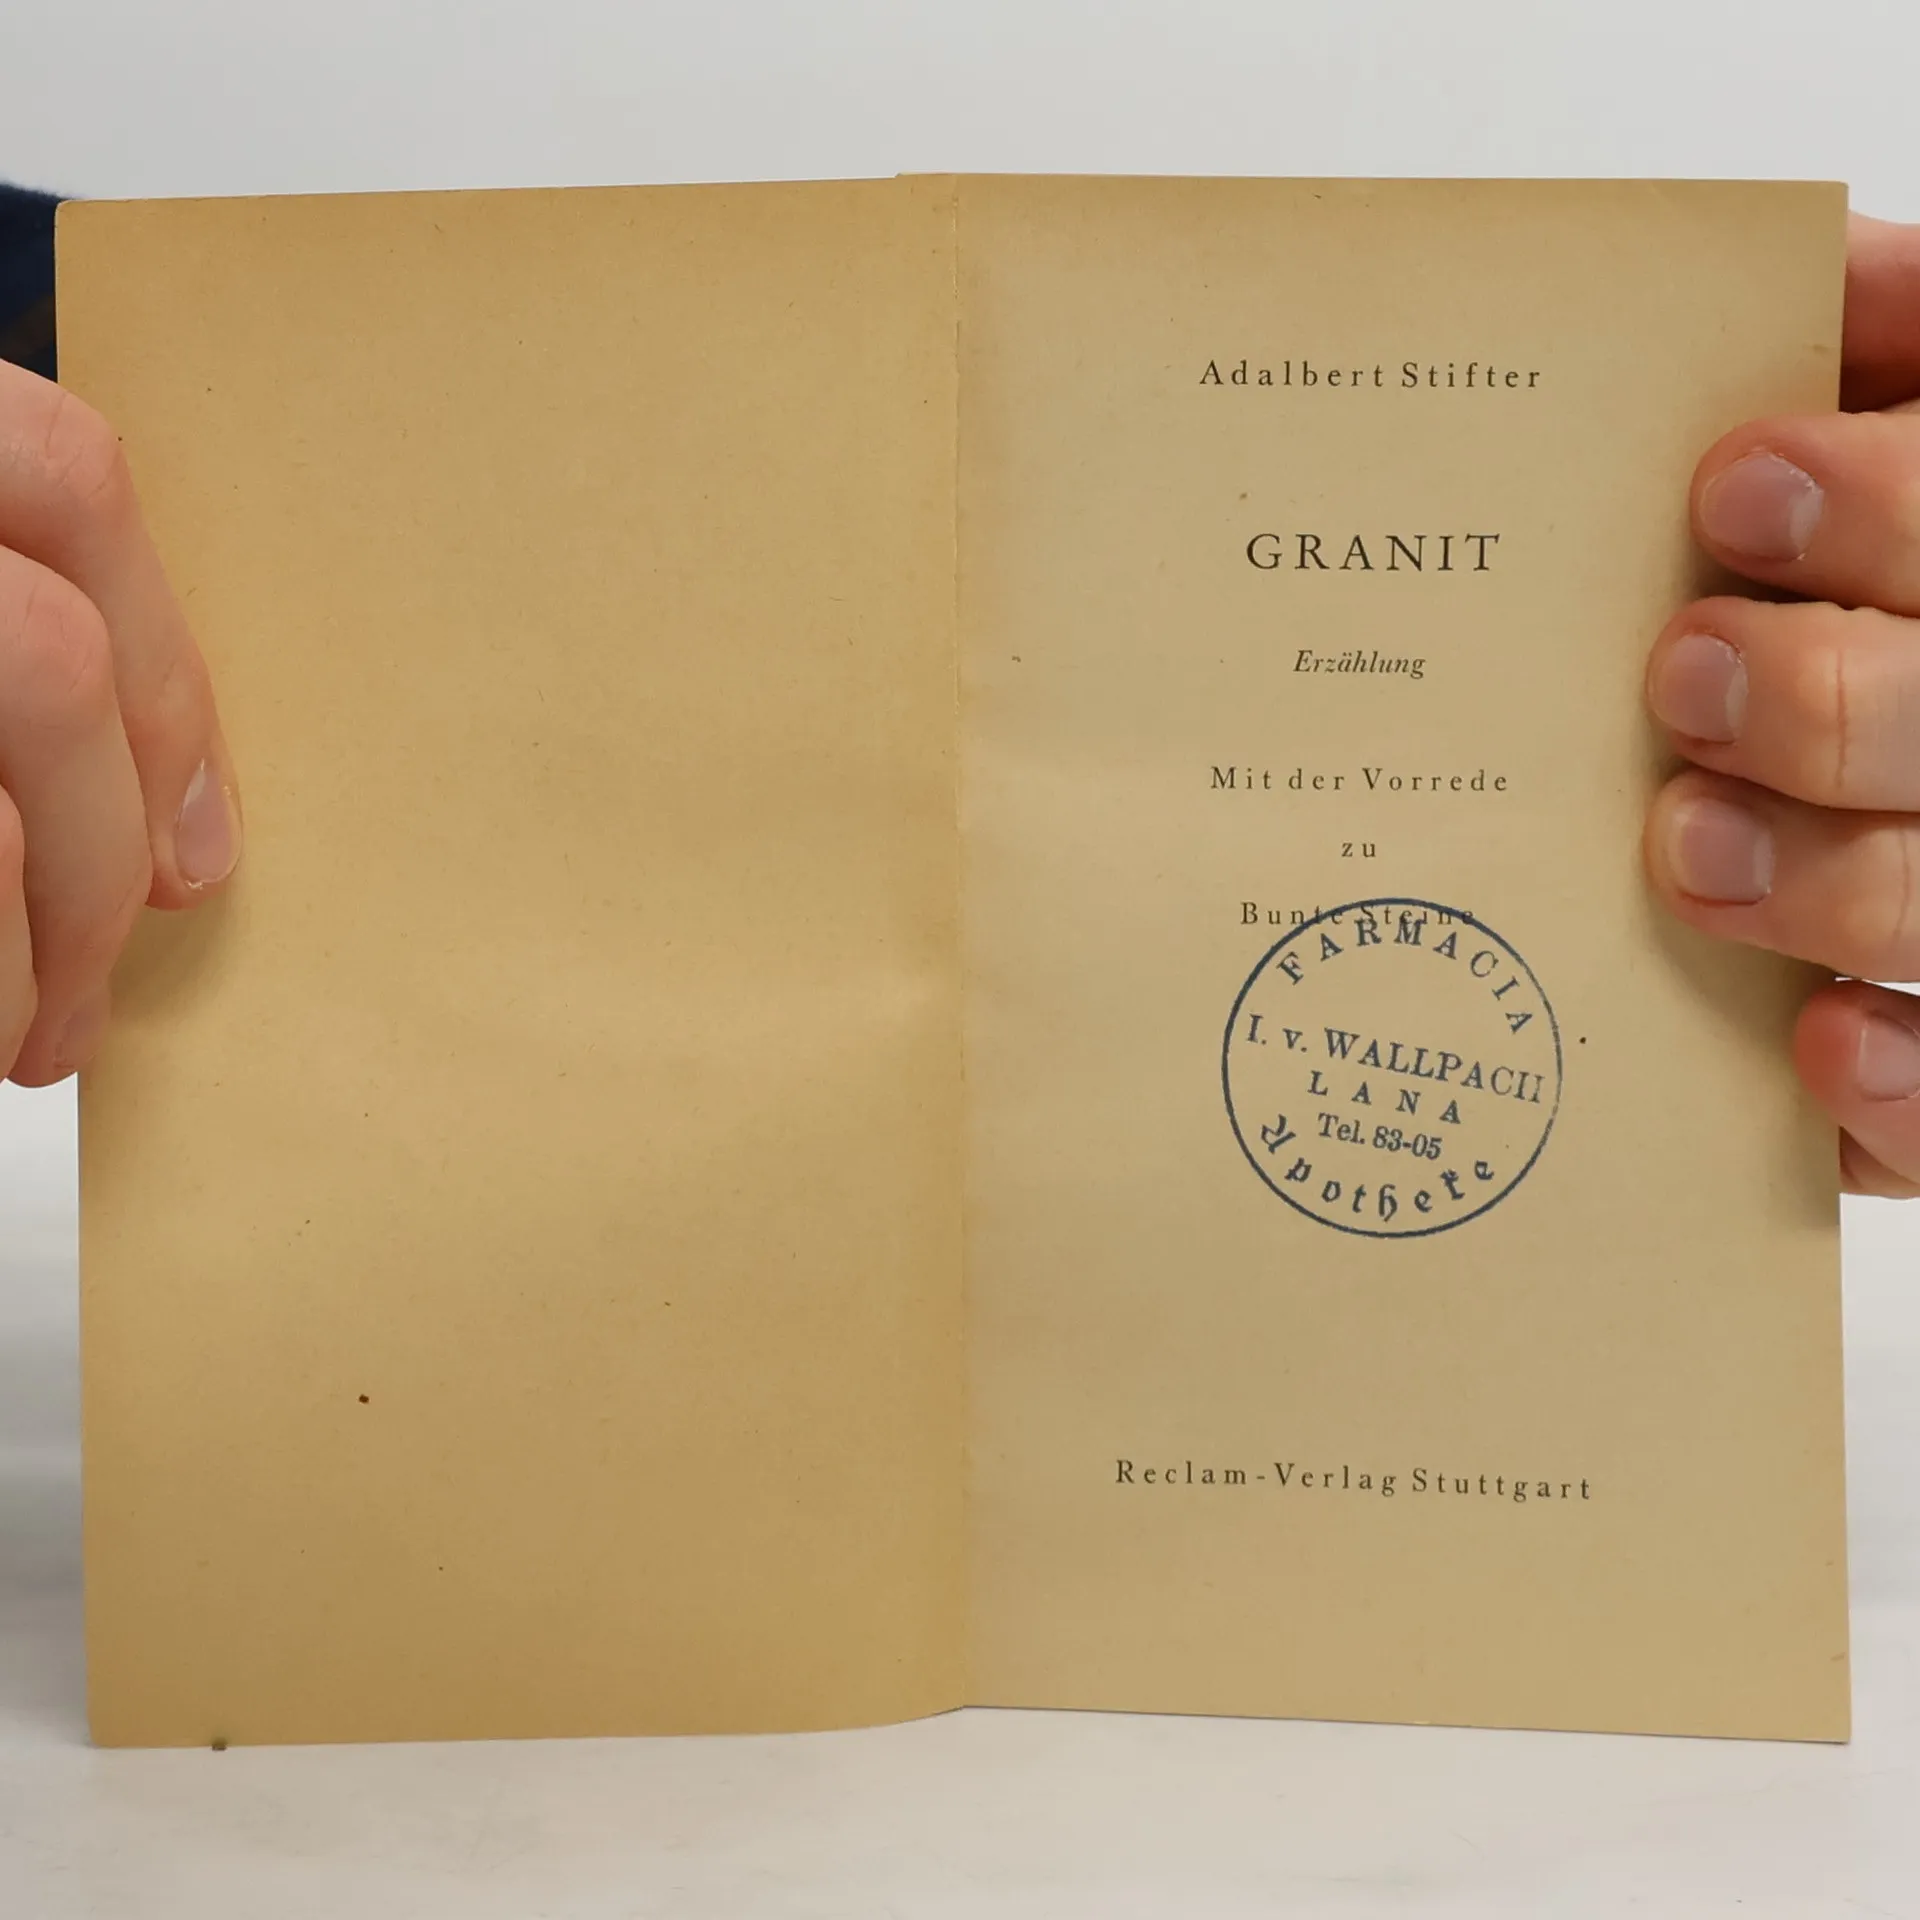 Adalbert Stifter
GRANIT
Erzählung
Mit der Vorrede
zu
Bunte Steine
FARMACIA
I. v. WALLPACH
LANA
Tel. 83-05
Apotheke
Reclam-Verlag Stuttgart